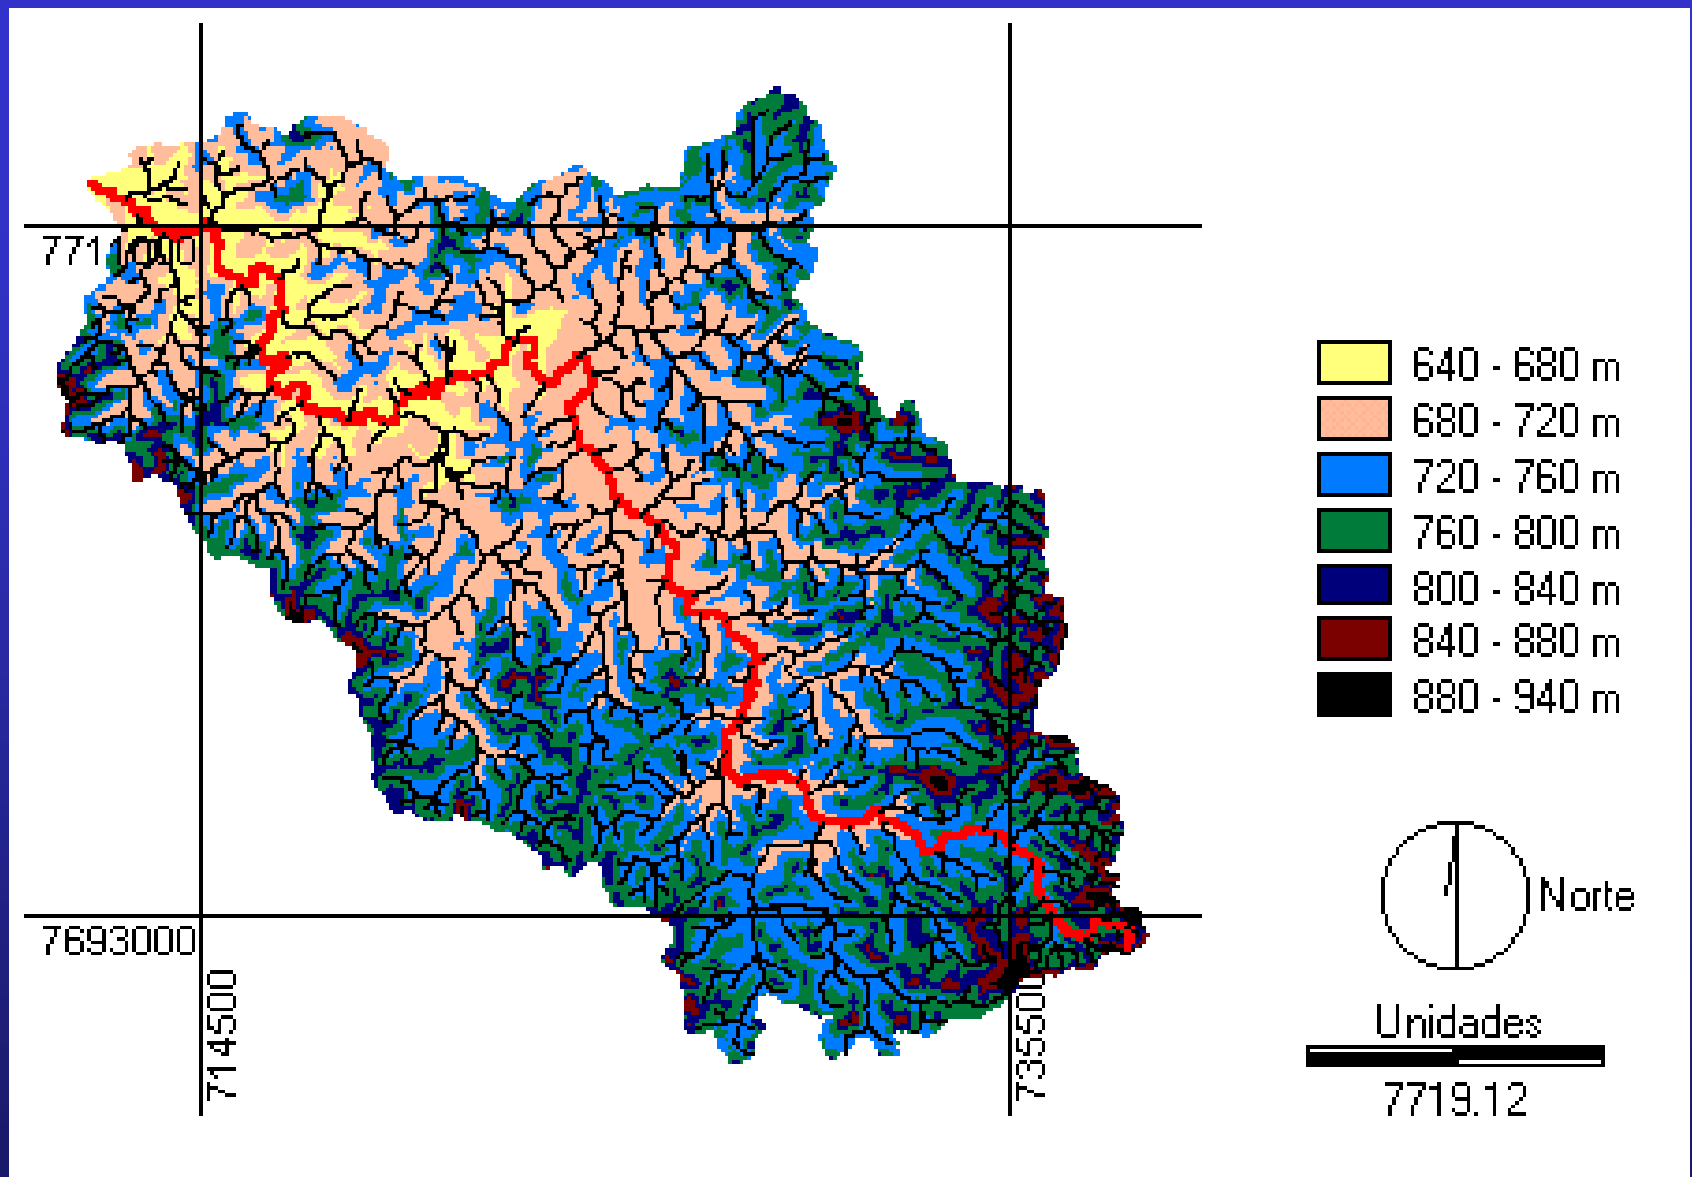 7711000
640 - 680 m
680 - 720 m
720 - 760 m
760 - 800 m
800 - 840 m
840 - 880 m
880 - 940 m
Norte
7693000
714500
735500
Unidades
7719.12